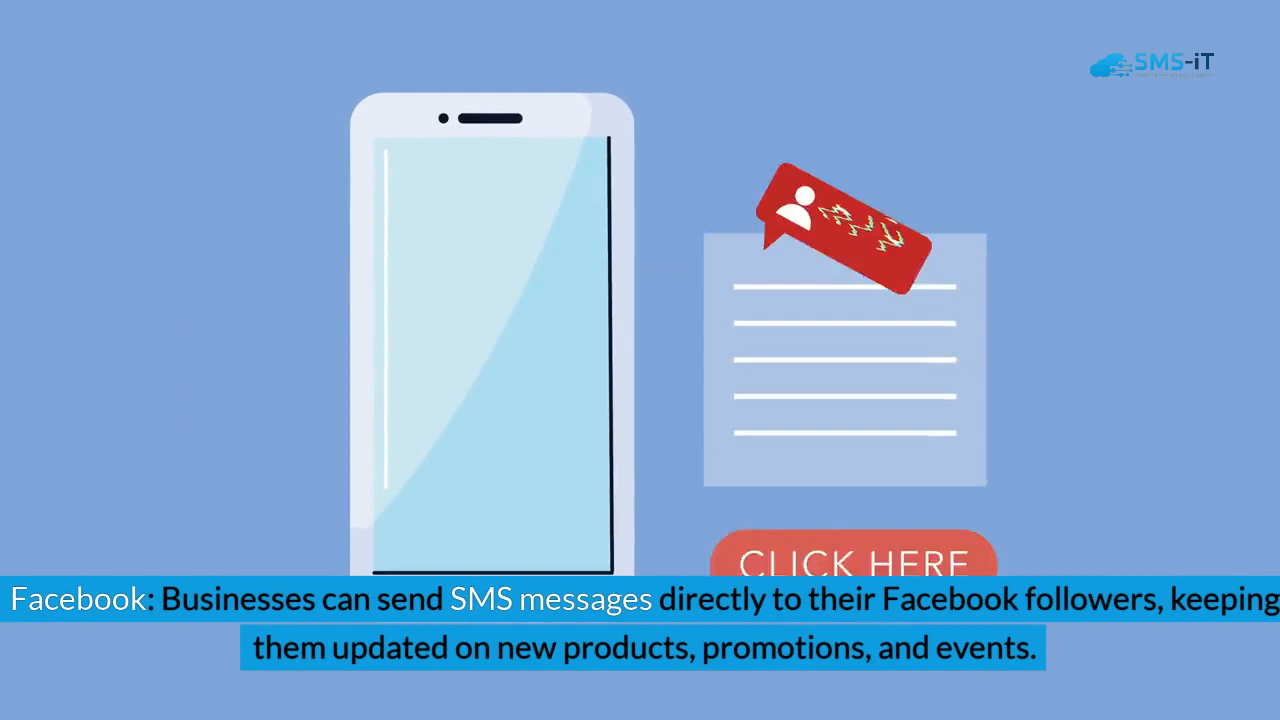 SMS-iT
CLICK HERE
Facebook: Businesses can send SMS messages directly to their Facebook followers, keeping
them updated on new products, promotions, and events.